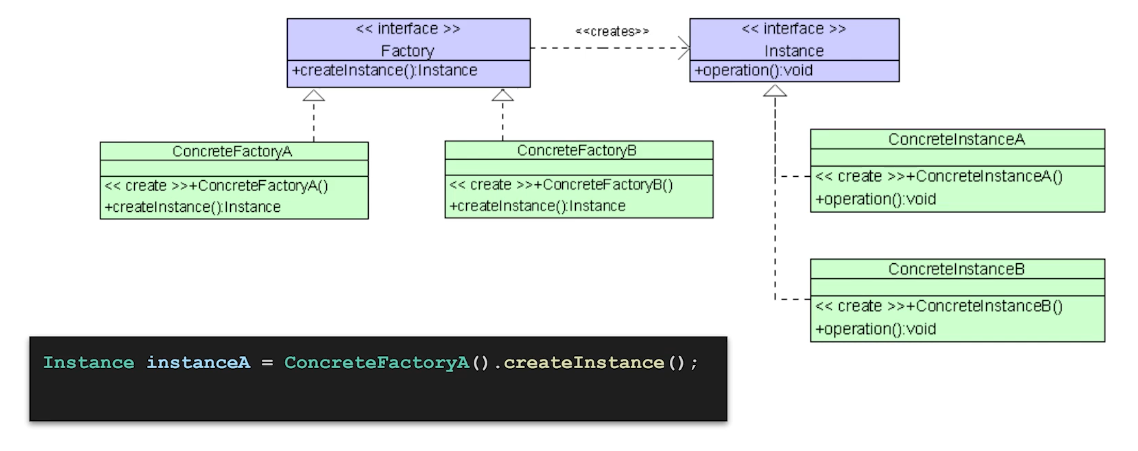 << interface >>
Factory
+createInstance():Instance
<<creates>>
<< interface >>
Instance
+operation():void
ConcreteFactoryA
<< create >>+ConcreteFactoryA()
+createInstance():Instance
ConcreteFactoryB
<< create >>+ConcreteFactoryB()
+createInstance():Instance
ConcreteInstanceA
<< create >>+ConcreteInstanceA()
+operation():void
ConcreteInstanceB
<< create >>+ConcreteInstanceB()
+operation():void
Instance instanceA = ConcreteFactoryA().createInstance();